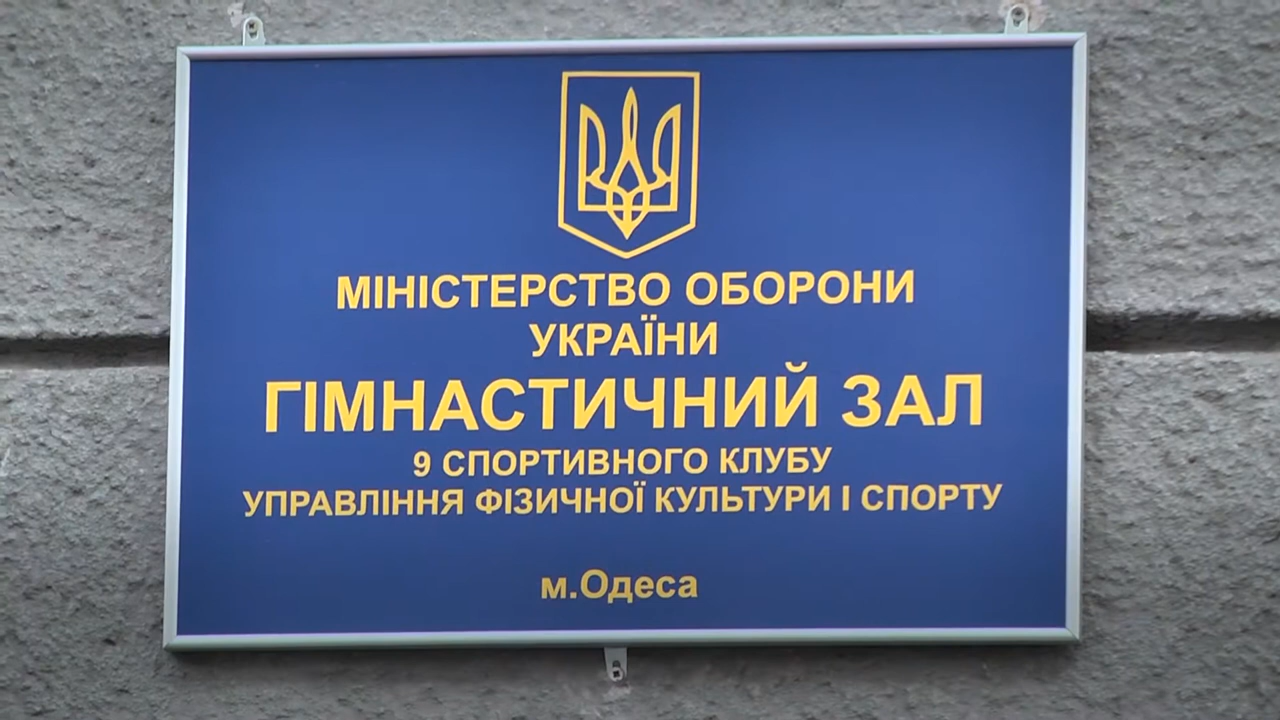 МІНІСТЕРСТВО ОБОРОНИ
УКРАЇНИ
ГІМНАСТИЧНИЙ ЗАЛ
9 СПОРТИВНОГО КЛУБУ
УПРАВЛІННЯ ФІЗИЧНОЇ КУЛЬТУРИ І СПОРТУ
м.Одеса